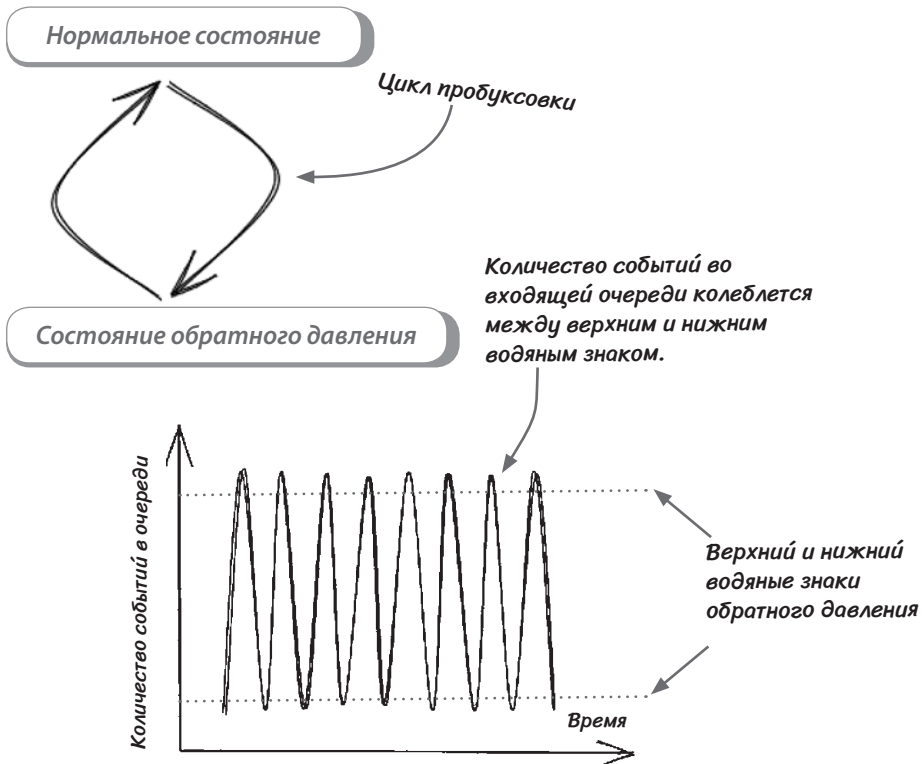 Нормальное состояние
Цикл пробуксовки
Количество событий во
входящей очереди колеблется
между верхним и нижним
водяным знаком.
Состояние обратного давления
Количество событий в очереди
Верхний и нижний
водяные знаки
обратного давления
Время